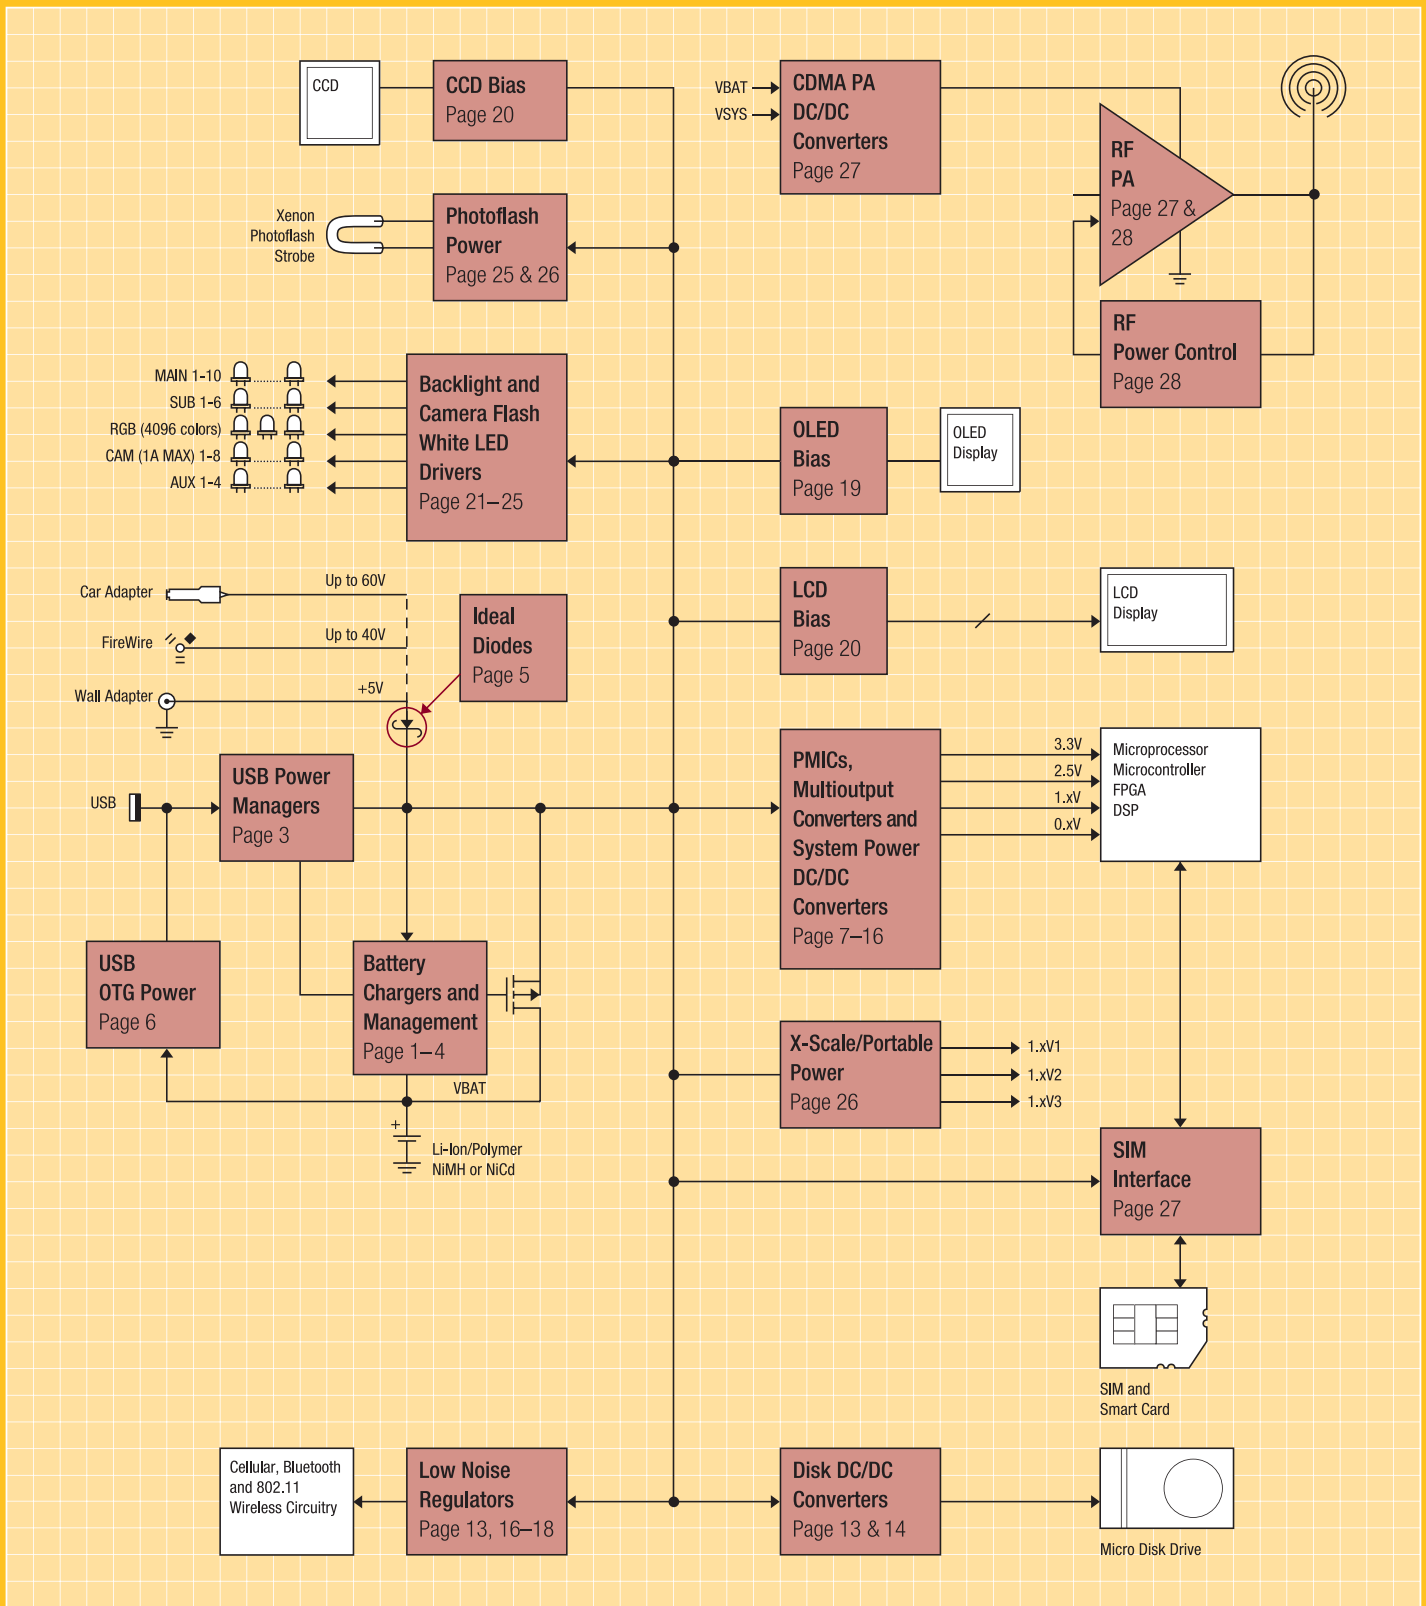 CCD
CCD Bias
Page 20
VBAT
VSYS
CDMA PA
DC/DC
Converters
Page 27
RF
PA
Page 27 &
28
Xenon
Photoflash
Strobe
Photoflash
Power
Page 25 & 26
RF
Power Control
Page 28
MAIN 1-10
SUB 1-6
RGB (4096 colors)
CAM (1A MAX) 1-8
AUX 1-4
Backlight and
Camera Flash
White LED
Drivers
Page 21–25
OLED
Bias
Page 19
OLED
Display
Car Adapter
Up to 60V
FireWire
Up to 40V
Wall Adapter
+5V
Ideal
Diodes
Page 5
LCD
Bias
Page 20
LCD
Display
USB
USB Power
Managers
Page 3
PMICs,
Multioutput
Converters and
System Power
DC/DC
Converters
Page 7–16
3.3V
2.5V
1.xV
0.xV
Microprocessor
Microcontroller
FPGA
DSP
USB
OTG Power
Page 6
Battery
Chargers and
Management
Page 1–4
VBAT
+
Li-Ion/Polymer
NiMH or NiCd
X-Scale/Portable
Power
Page 26
1.xV1
1.xV2
1.xV3
SIM
Interface
Page 27
SIM and
Smart Card
Cellular, Bluetooth
and 802.11
Wireless Circuitry
Low Noise
Regulators
Page 13, 16–18
Disk DC/DC
Converters
Page 13 & 14
Micro Disk Drive